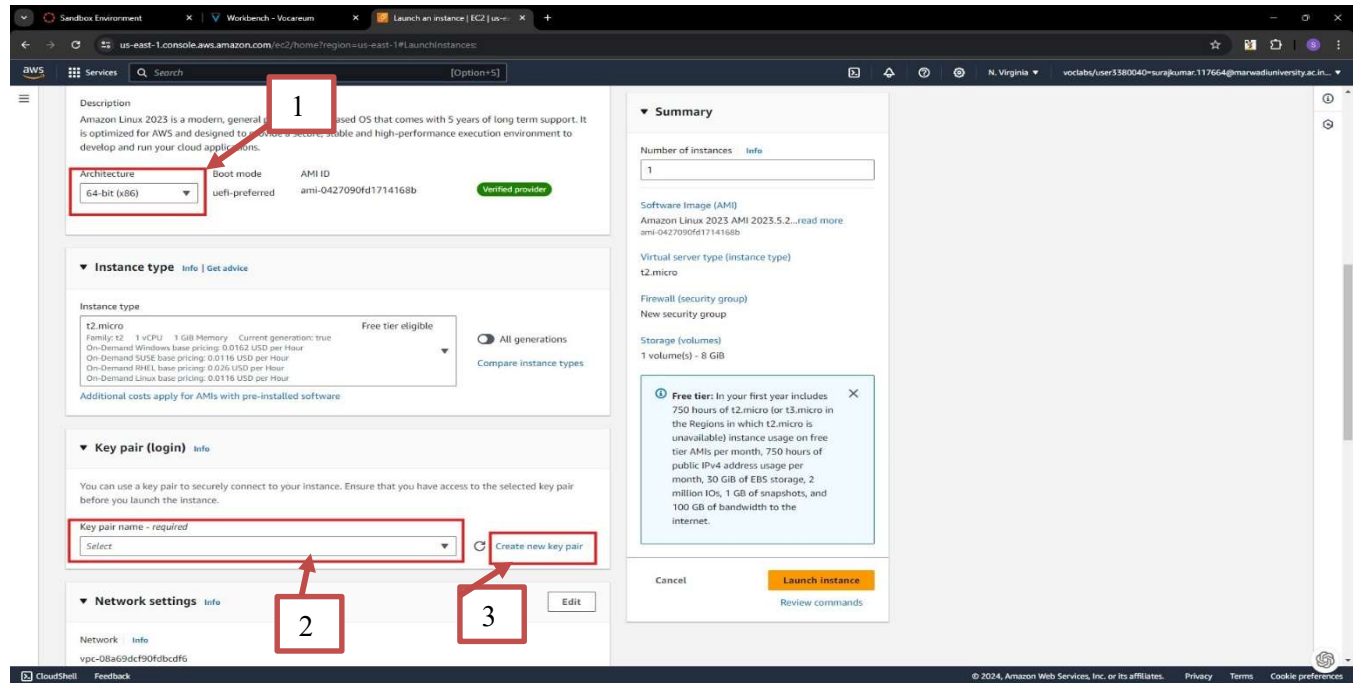 Sandbox Environment
Workbench - Vocareum
Launch an instance | EC2 | us-e
us-east-1.console.aws.amazon.com/ec2/home?region=us-east-1#LaunchInstances:
aws
Services
Search
[Option+S]
N. Virginia
voclabs/user3380040=surajkumar.117664@marwadiuniversity.ac.in...
Description
Amazon Linux 2023 is a modern, general ased OS that comes with 5 years of long term support. It
is optimized for AWS and designed to provide a secure, stable and high-performance execution environment to
develop and run your cloud applications.
1
Architecture
Boot mode
AMI ID
64-bit (x86)
uefi-preferred
ami-0427090fd1714168b
Verified provider
Instance type Info | Get advice
Instance type
t2.micro
Free tier eligible
Family: t2 1 vCPU 1 GiB Memory Current generation: true
On-Demand Windows base pricing: 0.0162 USD per Hour
On-Demand SUSE base pricing: 0.0116 USD per Hour
On-Demand RHEL base pricing: 0.026 USD per Hour
On-Demand Linux base pricing: 0.0116 USD per Hour
All generations
Compare instance types
Additional costs apply for AMIs with pre-installed software
Key pair (login) Info
You can use a key pair to securely connect to your instance. Ensure that you have access to the selected key pair
before you launch the instance.
Key pair name - required
Select
Create new key pair
2
3
Network settings Info
Edit
Network Info
vpc-08a69dcf90fdbcdf6
Summary
Number of instances Info
1
Software Image (AMI)
Amazon Linux 2023 AMI 2023.5.2...read more
ami-0427090fd1714168b
Virtual server type (instance type)
t2.micro
Firewall (security group)
New security group
Storage (volumes)
1 volume(s) - 8 GiB
Free tier: In your first year includes
750 hours of t2.micro (or t3.micro in
the Regions in which t2.micro is
unavailable) instance usage on free
tier AMIs per month, 750 hours of
public IPv4 address usage per
month, 30 GiB of EBS storage, 2
million IOs, 1 GB of snapshots, and
100 GB of bandwidth to the
internet.
Cancel
Launch instance
Review commands
CloudShell
Feedback
© 2024, Amazon Web Services, Inc. or its affiliates.
Privacy
Terms
Cookie preferences